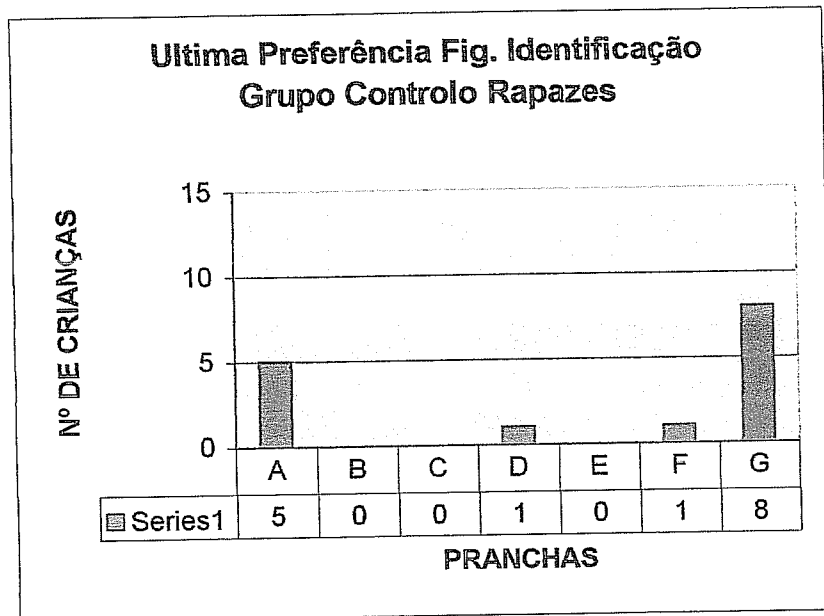 Ultima Preferência Fig. Identificação
Grupo Controlo Rapazes
Nº DE CRIANÇAS
15
10
5
0
A B C D E F G
Series1 5 0 0 1 0 1 8
PRANCHAS